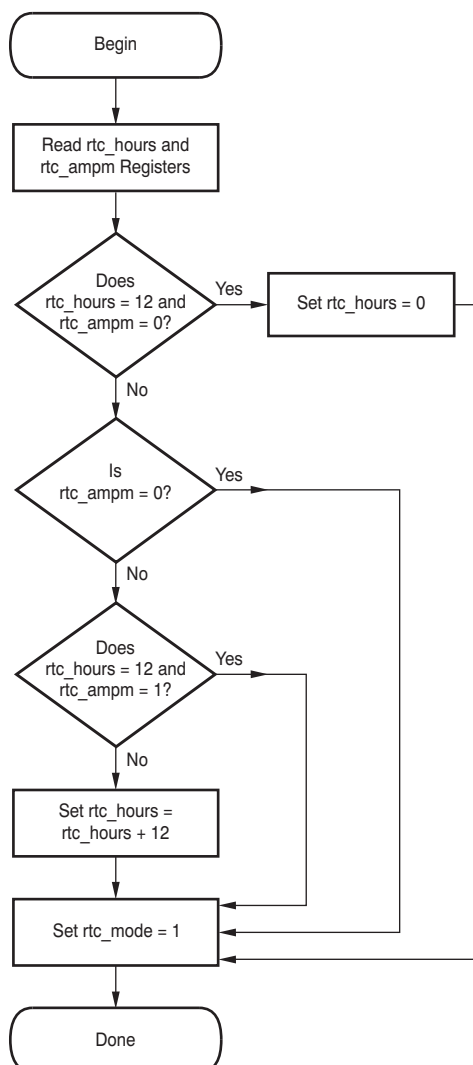 Begin
Read rtc_hours and
rtc_ampm Registers
Does
rtc_hours = 12 and
rtc_ampm = 0?
Yes
Set rtc_hours = 0
No
Is
rtc_ampm = 0?
Yes
No
Does
rtc_hours = 12 and
rtc_ampm = 1?
Yes
No
Set rtc_hours =
rtc_hours + 12
Set rtc_mode = 1
Done